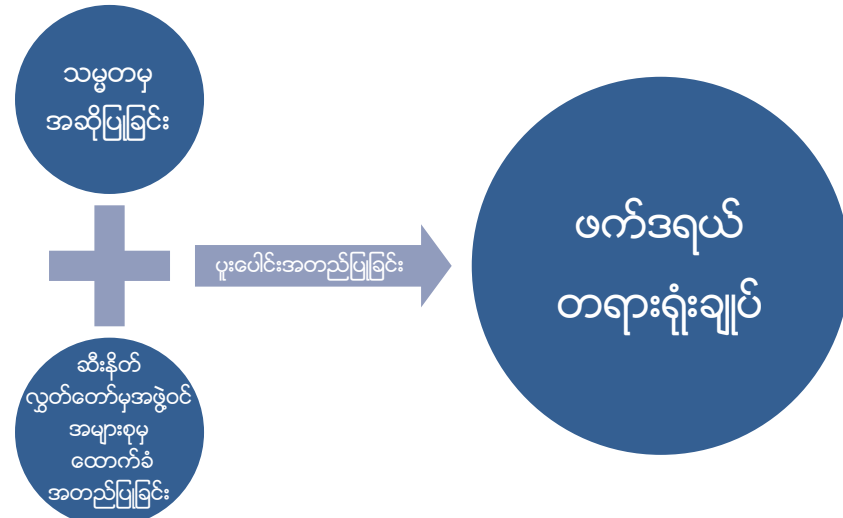 သမ္မတမှ
အဆိုပြုခြင်း
ပူးပေါင်းအတည်ပြုခြင်း
ဆီးနိတ်
လွှတ်တော်မှအဖွဲ့ဝင်
အများစုမှ
ထောက်ခံ
အတည်ပြုခြင်း
ဖက်ဒရယ်
တရားရုံးချုပ်